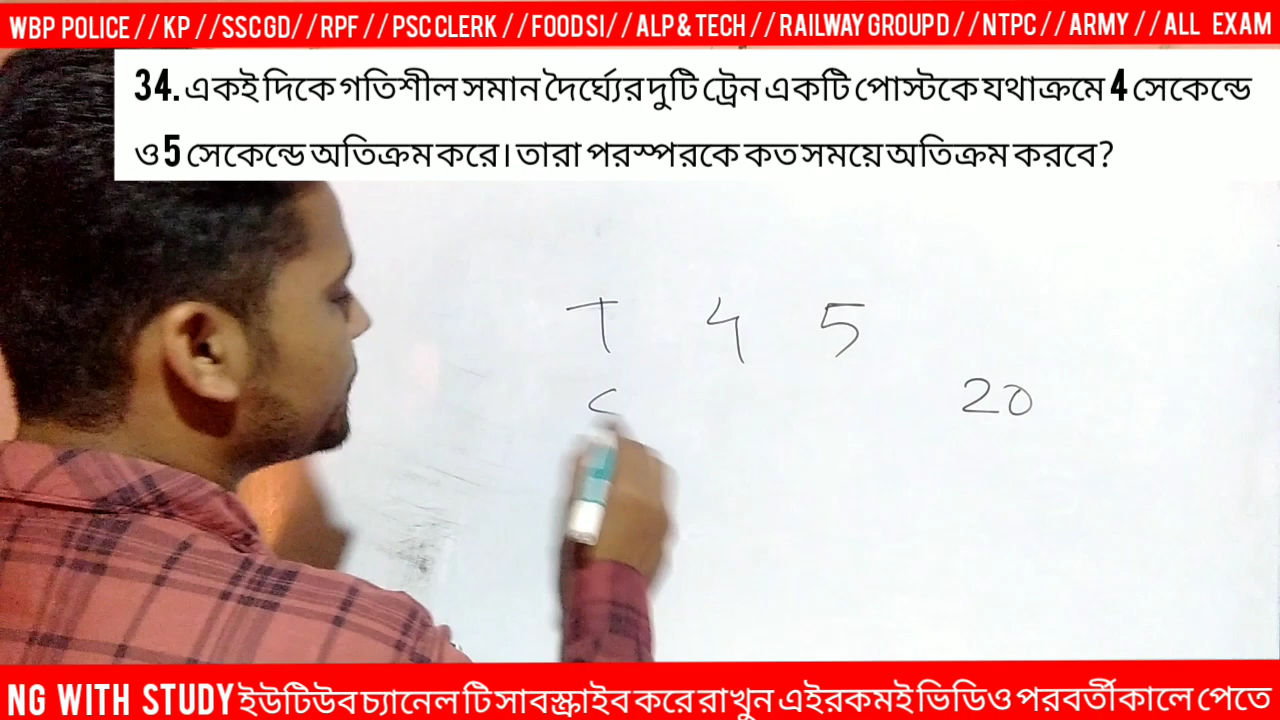 WBP POLICE // KP // SSC GD // RPF // PSC CLERK // FOOD SI // ALP & TECH // RAILWAY GROUP D // NTPC // ARMY // ALL EXAM
34. একই দিকে গতিশীল সমান দৈর্ঘ্যের দুটি ট্রেন একটি পোস্টকে যথাক্রমে 4 সেকেন্ডে
ও 5 সেকেন্ডে অতিক্রম করে। তারা পরস্পরকে কত সময়ে অতিক্রম করবে?
T 4 5
20
NG WITH STUDY ইউটিউব চ্যানেল টি সাবস্ক্রাইব করে রাখুন এইরকমই ভিডিও পরবর্তীকালে পেতে